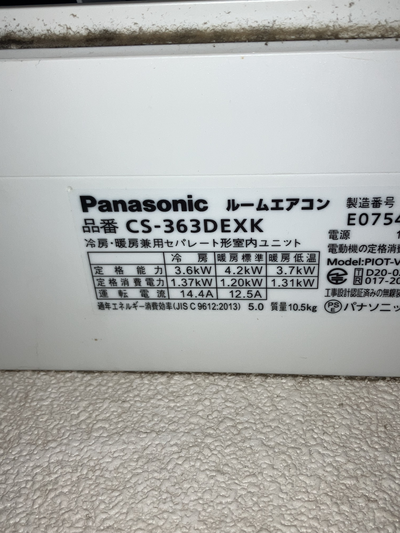 Panasonic ルームエアコン
品番 CS-363DEXK
冷房・暖房兼用セパレート形室内ユニット
冷 房 暖房標準 暖房低温
定 格 能 力 3.6kW 4.2kW 3.7kW
定格消費電力 1.37kW 1.20kW 1.31kW
運 転 電 流 14.4A 12.5A
通年エネルギー消費効率(JIS C 9612:2013) 5.0 質量10.5kg
製造番号
E0754
電源
電動機の定格消費
Model:PIOT-V
T D20-0
R 017-20
工事設計認証済みの無線
PS E パナソニック